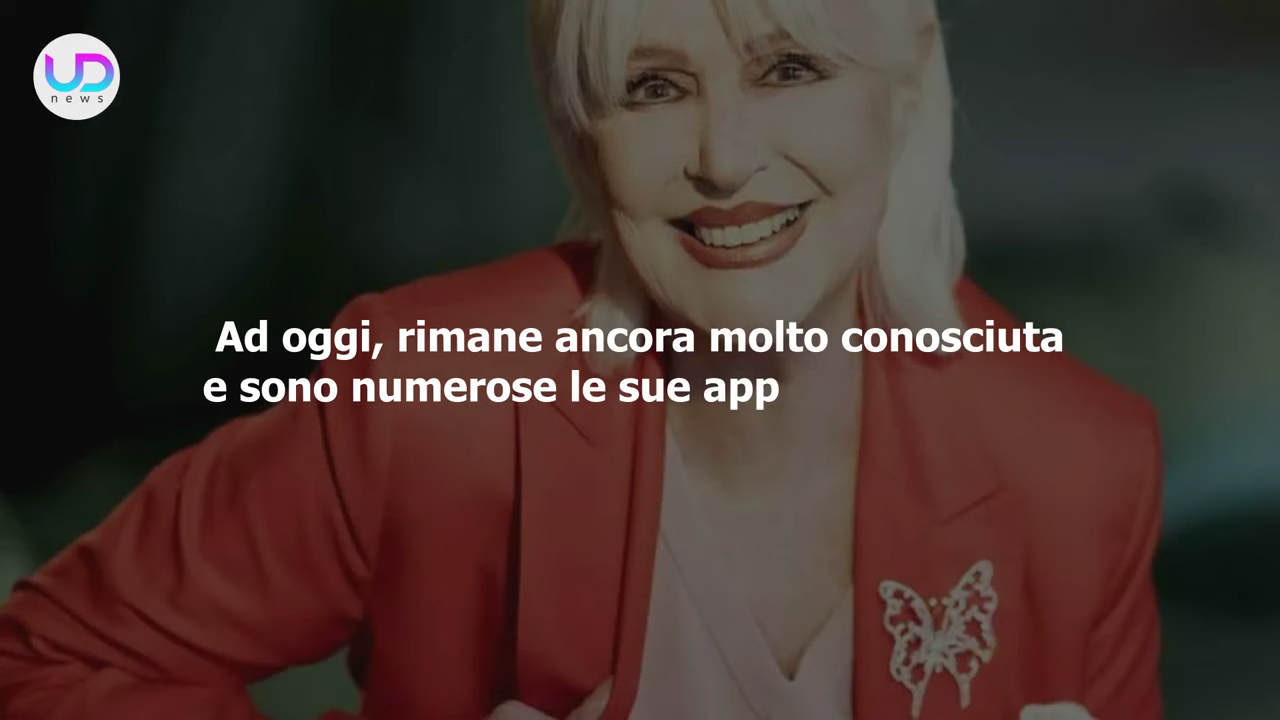 UD
news
Ad oggi, rimane ancora molto conosciuta
e sono numerose le sue app